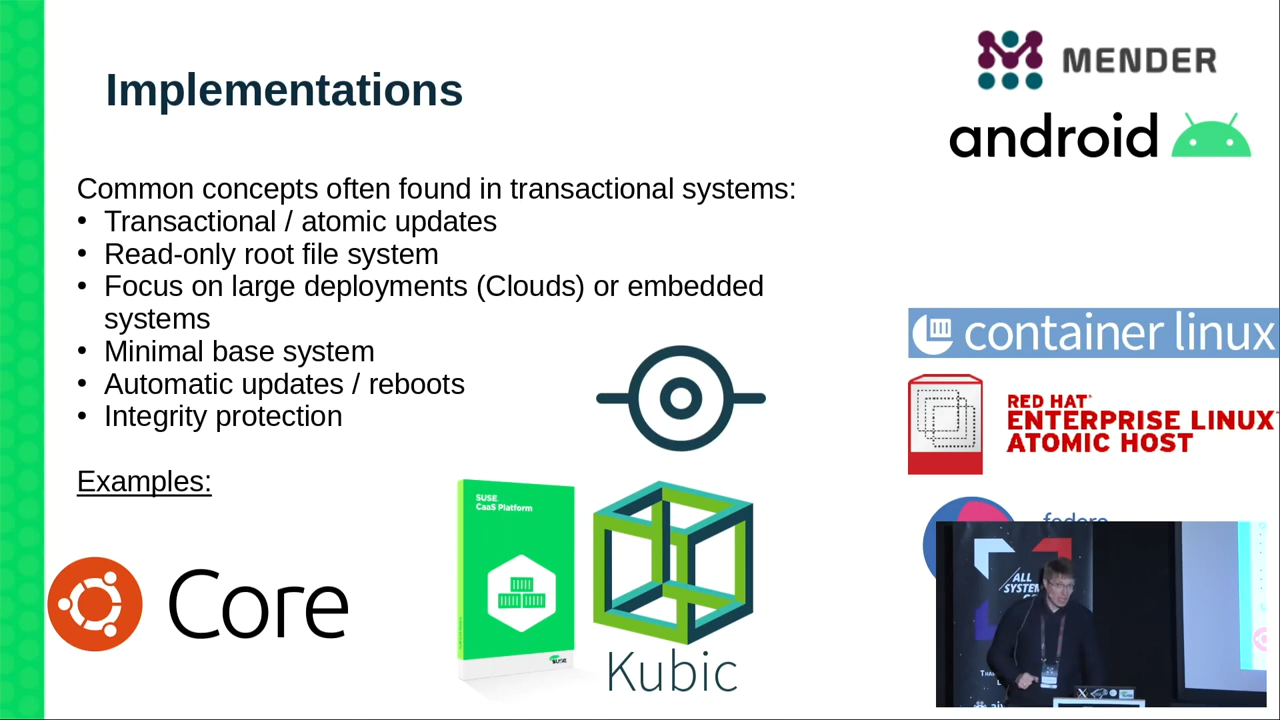 Implementations
MENDER
android
Common concepts often found in transactional systems:
• Transactional / atomic updates
• Read-only root file system
• Focus on large deployments (Clouds) or embedded
systems
• Minimal base system
• Automatic updates / reboots
• Integrity protection
Examples:
container linux
RED HAT
ENTERPRISE LINUX
ATOMIC HOST
SUSE
CaaS Platform
SUSE
Core
Kubic
ALL